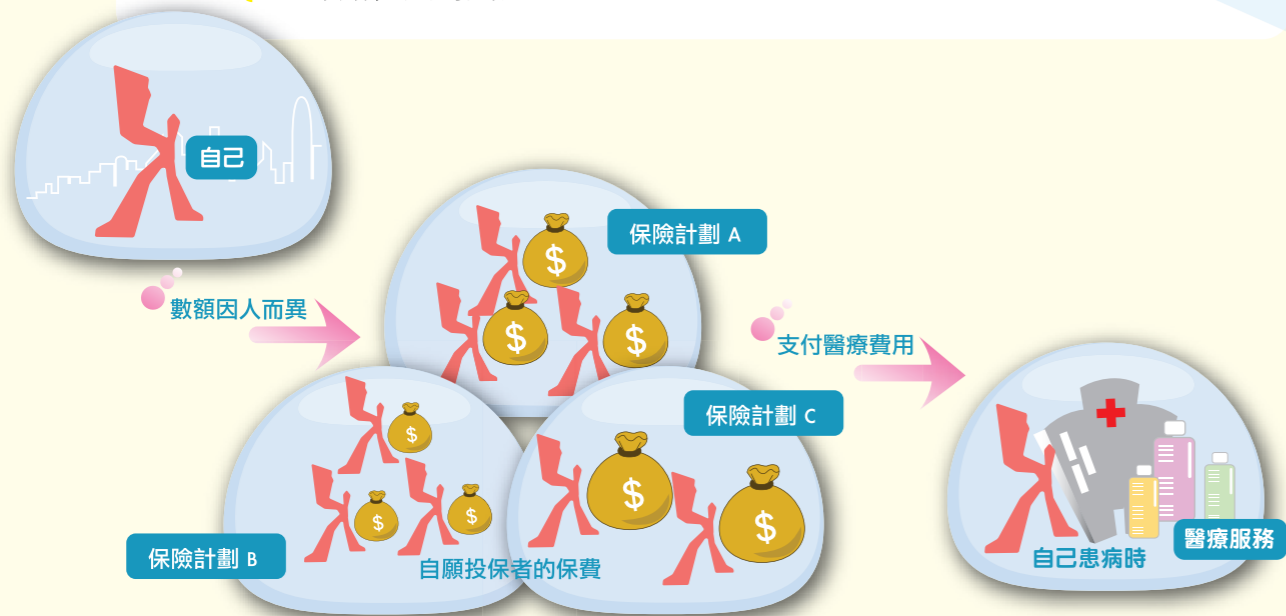 自己
數額因人而異
保險計劃 A
$
$
$
支付醫療費用
保險計劃 B
$
$
$
保險計劃 C
$
$
自願投保者的保費
醫療服務
自己患病時